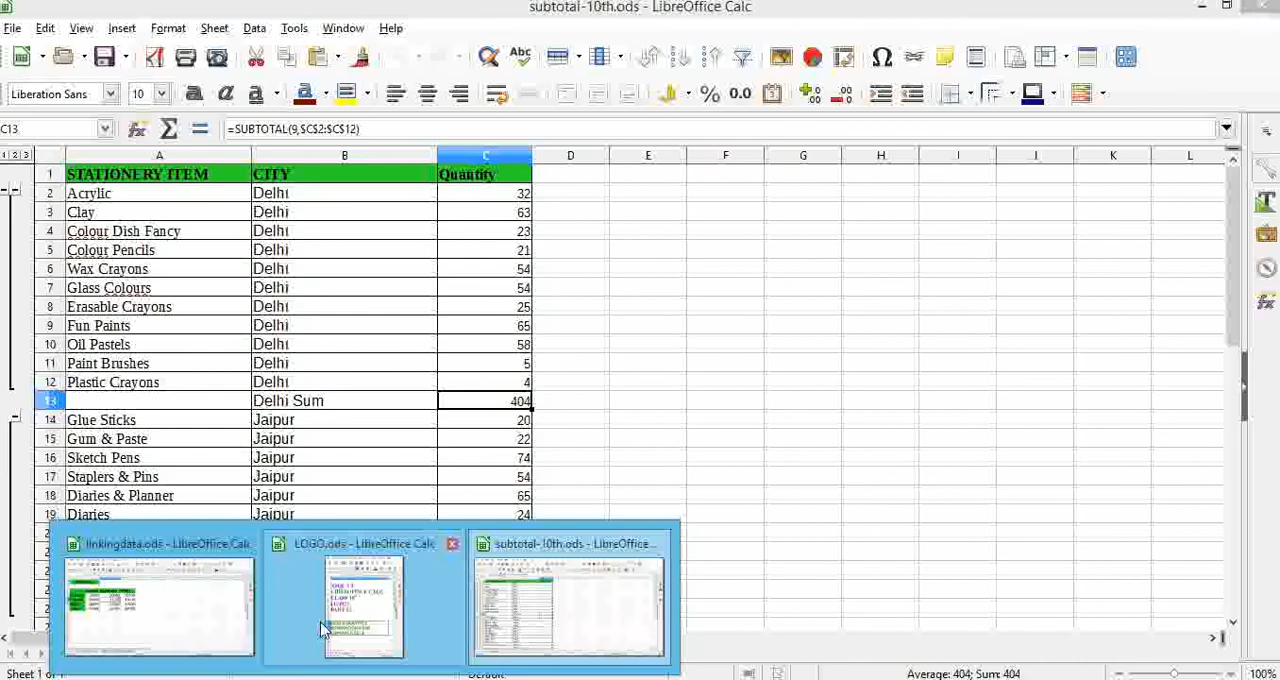 subtotal-10th.ods - LibreOffice Calc
File Edit View Insert Format Sheet Data Tools Window Help
Liberation Sans 10
C13 =SUBTOTAL(9,$C$2:$C$12)
1 2 3 A B C D E F G H I J K L
1 STATIONERY ITEM CITY Quantity
2 Acrylic Delhi 32
3 Clay Delhi 63
4 Colour Dish Fancy Delhi 23
5 Colour Pencils Delhi 21
6 Wax Crayons Delhi 54
7 Glass Colours Delhi 54
8 Erasable Crayons Delhi 25
9 Fun Paints Delhi 65
10 Oil Pastels Delhi 58
11 Paint Brushes Delhi 5
12 Plastic Crayons Delhi 4
13 Delhi Sum 404
14 Glue Sticks Jaipur 20
15 Gum & Paste Jaipur 22
16 Sketch Pens Jaipur 74
17 Staplers & Pins Jaipur 54
18 Diaries & Planner Jaipur 65
19 Diaries Jaipur 24
linkingdata.ods - LibreOffice Calc LOGO.ods - LibreOffice Calc subtotal-10th.ods - LibreOffice...
Sheet 1 of Default Average: 404; Sum: 404 100%